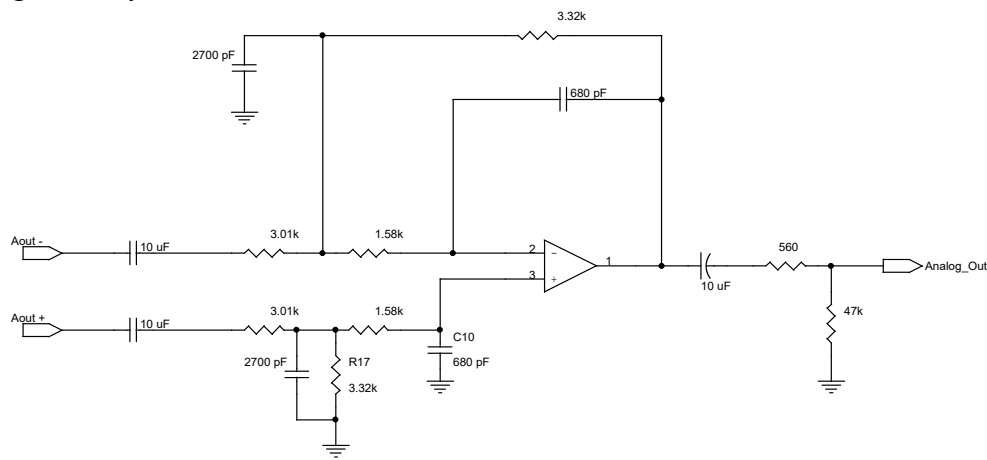 3.32k
2700 pF
680 pF
Aout -
10 uF
3.01k
1.58k
2
-
3
+
1
10 uF
560
Analog_Out
47k
Aout +
10 uF
3.01k
1.58k
C10
680 pF
2700 pF
R17
3.32k